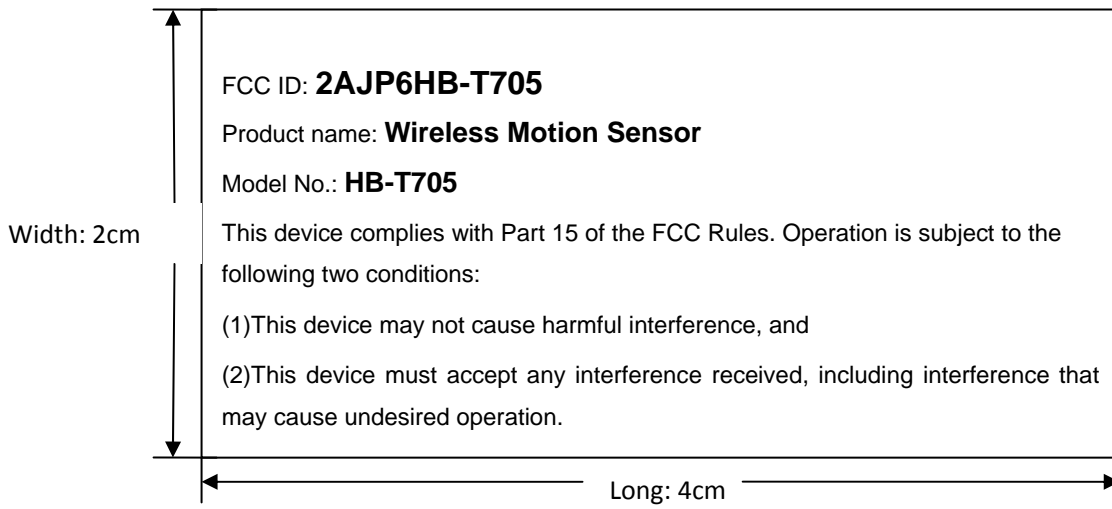 FCC ID: 2AJP6HB-T705
Product name: Wireless Motion Sensor
Model No.: HB-T705
Width: 2cm
This device complies with Part 15 of the FCC Rules. Operation is subject to the
following two conditions:
(1)This device may not cause harmful interference, and
(2)This device must accept any interference received, including interference that
may cause undesired operation.
Long: 4cm